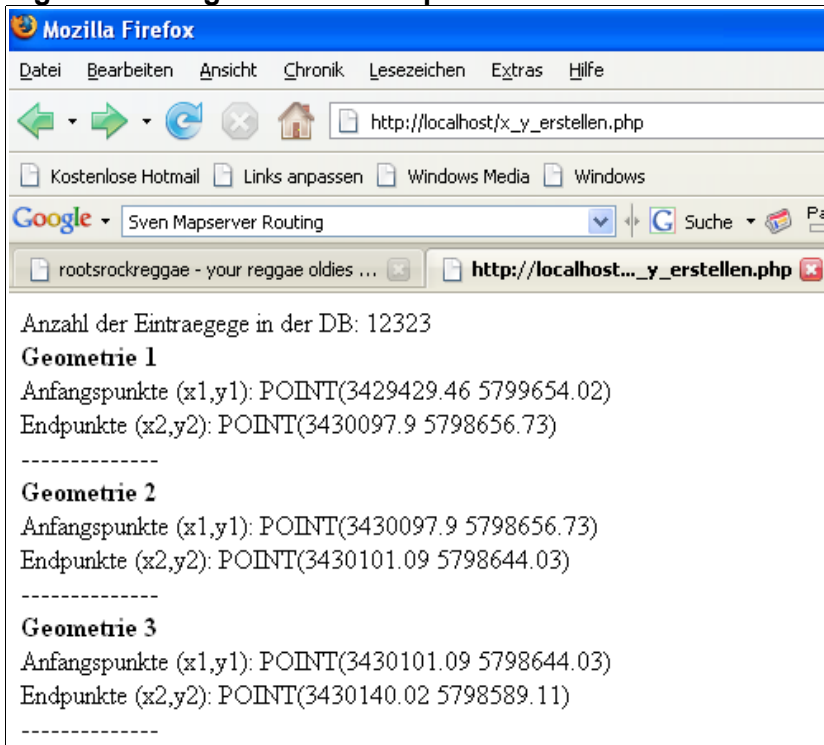 Mozilla Firefox
Datei Bearbeiten Ansicht Chronik Lesezeichen Extras Hilfe
http://localhost/x_y_erstellen.php
Kostenlose Hotmail Links anpassen Windows Media Windows
Google Sven Mapserver Routing G Suche
rootsrockreggae - your reggae oldies ... http://localhost..._y_erstellen.php
Anzahl der Eintraegege in der DB: 12323
Geometrie 1
Anfangspunkte (x1,y1): POINT(3429429.46 5799654.02)
Endpunkte (x2,y2): POINT(3430097.9 5798656.73)
--------------
Geometrie 2
Anfangspunkte (x1,y1): POINT(3430097.9 5798656.73)
Endpunkte (x2,y2): POINT(3430101.09 5798644.03)
--------------
Geometrie 3
Anfangspunkte (x1,y1): POINT(3430101.09 5798644.03)
Endpunkte (x2,y2): POINT(3430140.02 5798589.11)
--------------